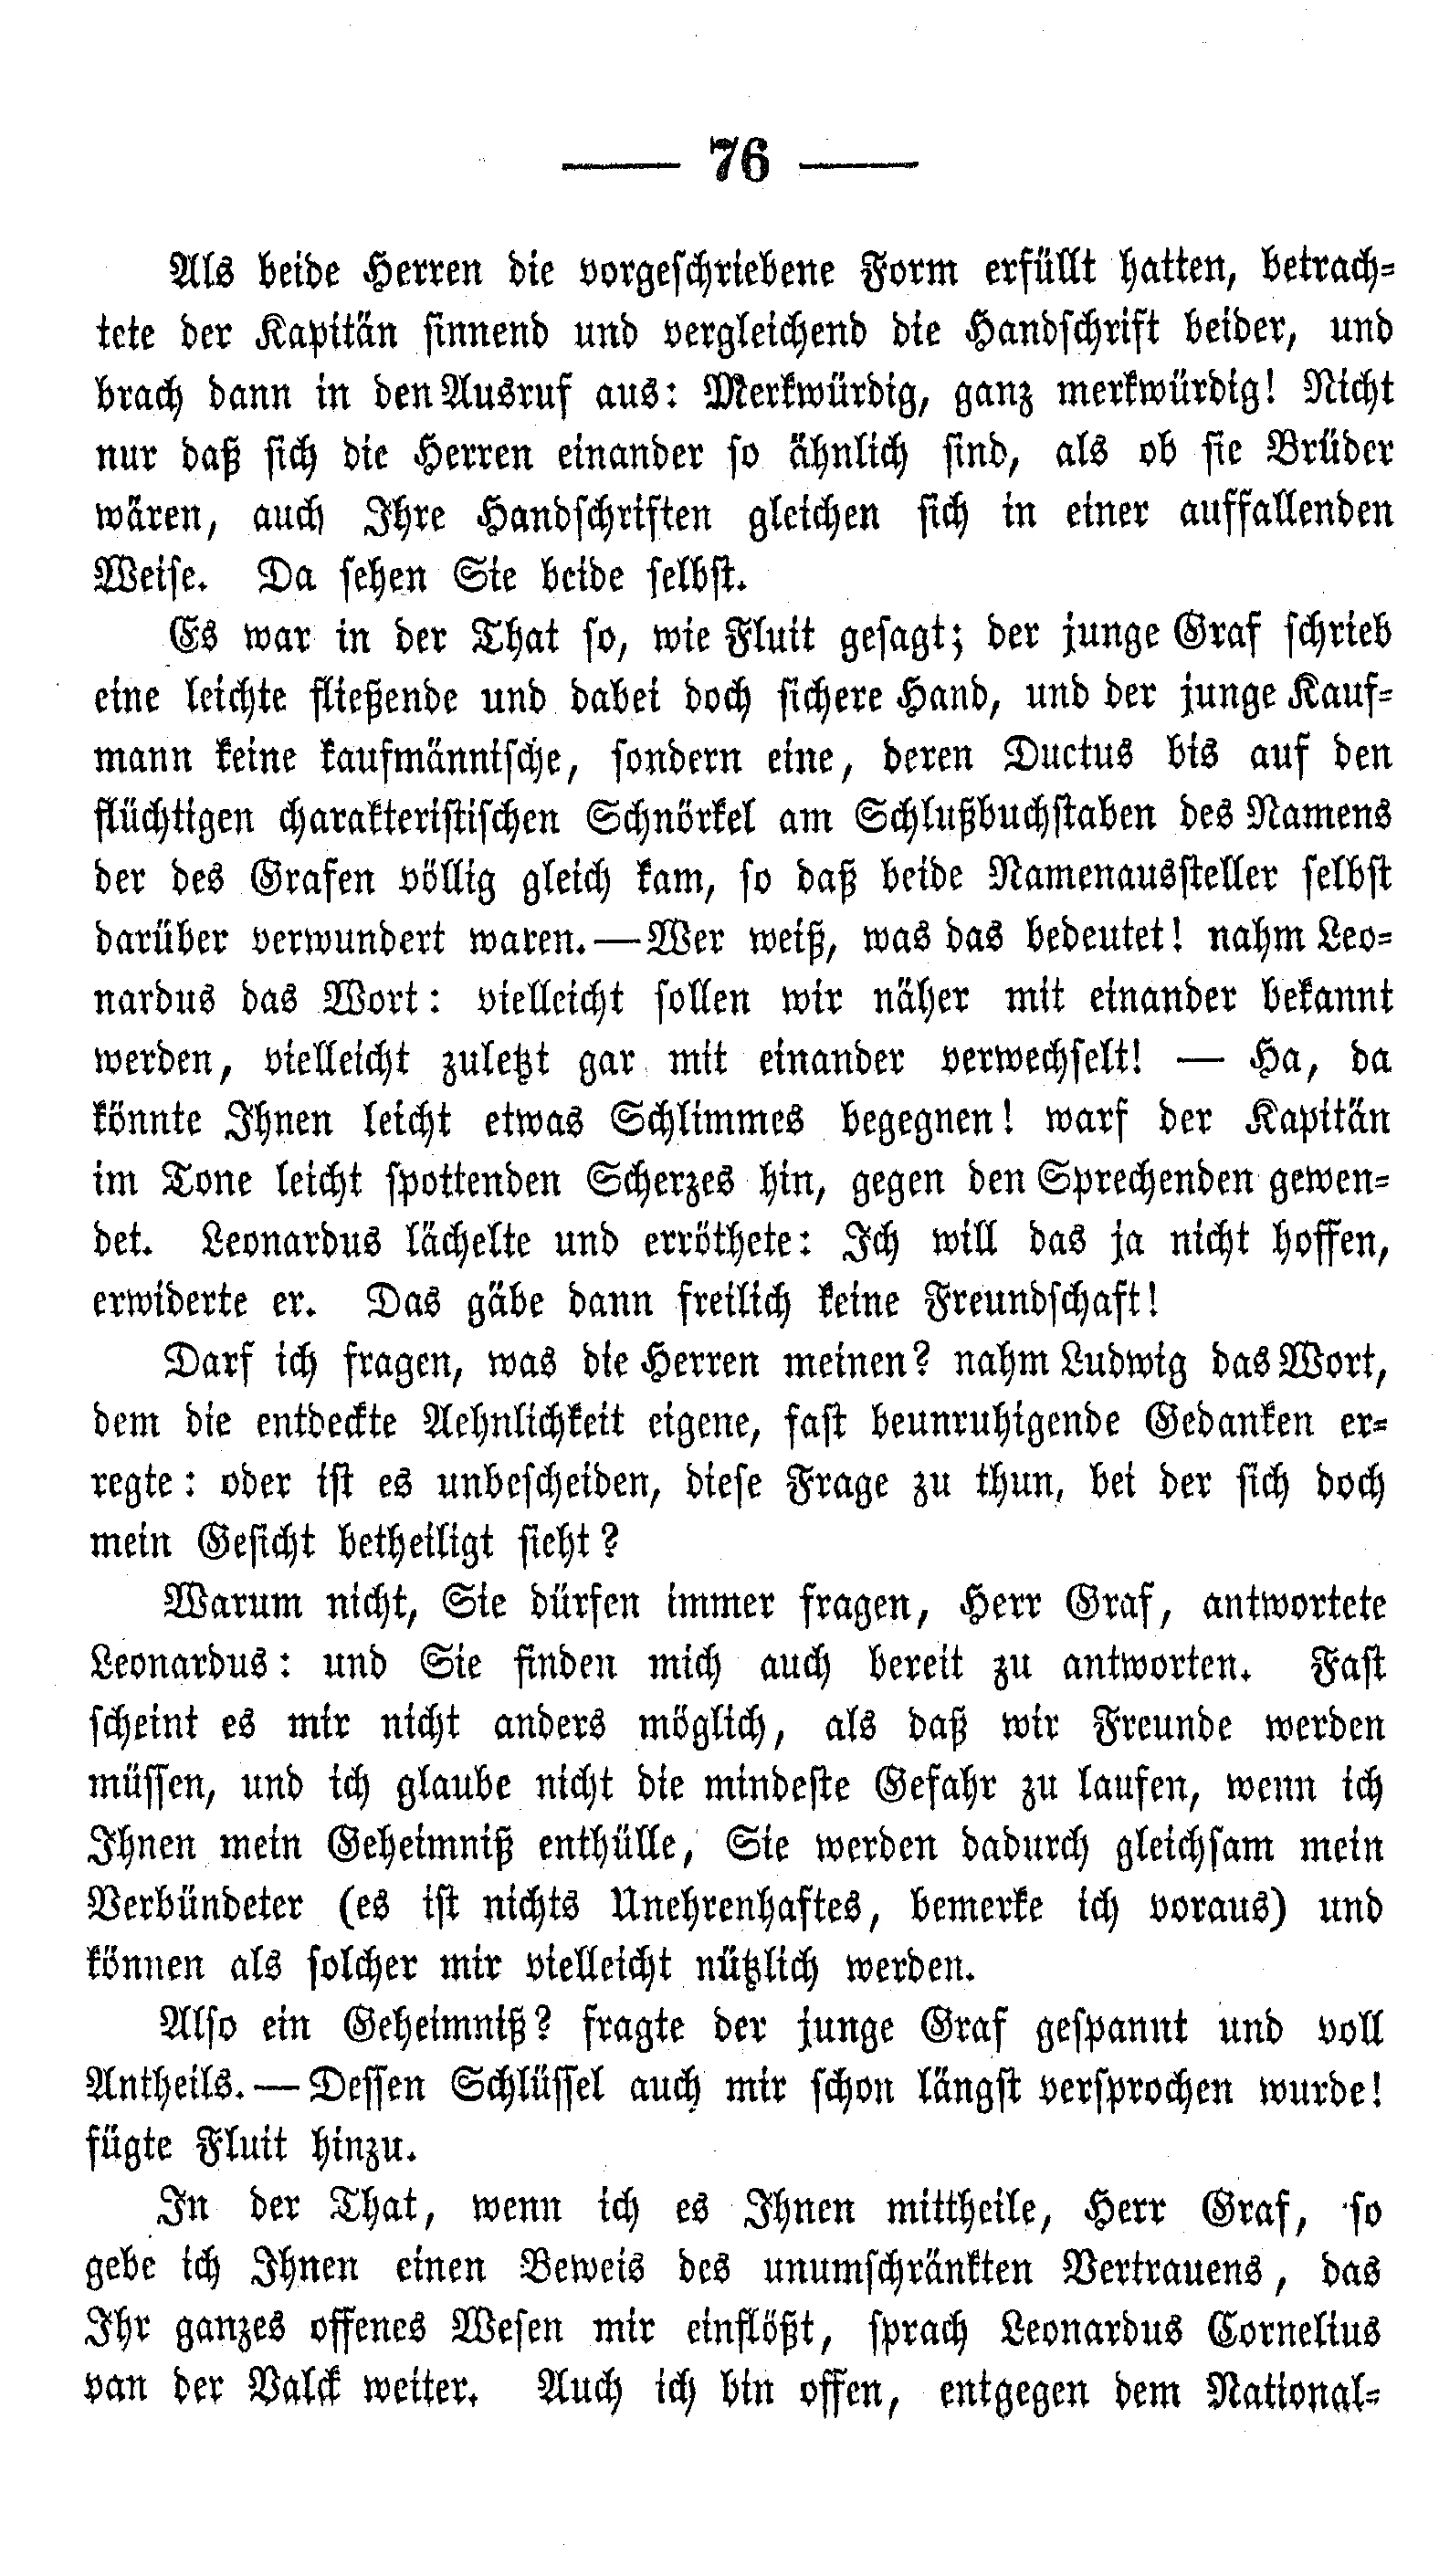 — 76 —
Als beide Herren die vorgeschriebene Form erfüllt hatten, betrach-
tete der Kapitän sinnend und vergleichend die Handschrift beider, und
brach dann in den Ausruf aus: Merkwürdig, ganz merkwürdig! Nicht
nur daß sich die Herren einander so ähnlich sind, als ob sie Brüder
wären, auch Ihre Handschriften gleichen sich in einer auffallenden
Weise. Da sehen Sie beide selbst.
Es war in der That so, wie Fluit gesagt; der junge Graf schrieb
eine leichte fließende und dabei doch sichere Hand, und der junge Kauf-
mann keine kaufmännische, sondern eine, deren Ductus bis auf den
flüchtigen charakteristischen Schnörkel am Schlußbuchstaben des Namens
der des Grafen völlig gleich kam, so daß beide Namenaussteller selbst
darüber verwundert waren. — Wer weiß, was das bedeutet! nahm Leo-
nardus das Wort: vielleicht sollen wir näher mit einander bekannt
werden, vielleicht zuletzt gar mit einander verwechselt! — Ha, da
könnte Ihnen leicht etwas Schlimmes begegnen! warf der Kapitän
im Tone leicht spottenden Scherzes hin, gegen den Sprechenden gewen-
det. Leonardus lächelte und erröthete: Ich will das ja nicht hoffen,
erwiderte er. Das gäbe dann freilich keine Freundschaft!
Darf ich fragen, was die Herren meinen? nahm Ludwig das Wort,
dem die entdeckte Aehnlichkeit eigene, fast beunruhigende Gedanken er-
regte: oder ist es unbescheiden, diese Frage zu thun, bei der sich doch
mein Gesicht betheiligt sieht?
Warum nicht, Sie dürfen immer fragen, Herr Graf, antwortete
Leonardus: und Sie finden mich auch bereit zu antworten. Fast
scheint es mir nicht anders möglich, als daß wir Freunde werden
müssen, und ich glaube nicht die mindeste Gefahr zu laufen, wenn ich
Ihnen mein Geheimniß enthülle, Sie werden dadurch gleichsam mein
Verbündeter (es ist nichts Unehrenhaftes, bemerke ich voraus) und
können als solcher mir vielleicht nützlich werden.
Also ein Geheimniß? fragte der junge Graf gespannt und voll
Antheils. — Dessen Schlüssel auch mir schon längst versprochen wurde!
fügte Fluit hinzu.
In der That, wenn ich es Ihnen mittheile, Herr Graf, so
gebe ich Ihnen einen Beweis des unumschränkten Vertrauens, das
Ihr ganzes offenes Wesen mir einflößt, sprach Leonardus Cornelius
van der Valck weiter. Auch ich bin offen, entgegen dem National-